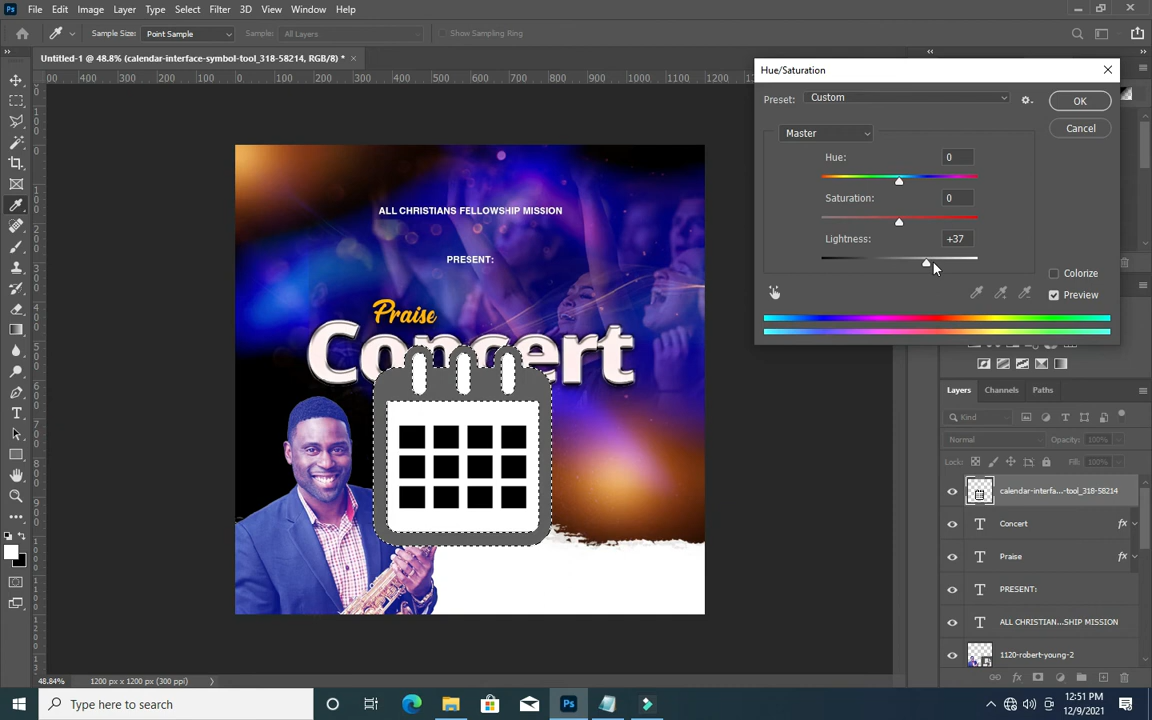 Ps File Edit Image Layer Type Select Filter 3D View Window Help
Sample Size: Point Sample Sample: All Layers Show Sampling Ring
Untitled-1 @ 48.8% (calendar-interface-symbol-tool_318-58214, RGB/8) * ×
Hue/Saturation
Preset: Custom OK
Cancel
Master
Hue: 0
Saturation: 0
Lightness: +37
Colorize
Preview
ALL CHRISTIANS FELLOWSHIP MISSION
PRESENT:
Praise
Concert
Layers Channels Paths
Kind
Normal Opacity: 100%
Lock: Fill: 100%
calendar-interfa...-tool_318-58214
T Concert fx
T Praise fx
T PRESENT:
T ALL CHRISTIAN...SHIP MISSION
1120-robert-young-2
48.84% 1200 px x 1200 px (300 ppi)
Type here to search
12:51 PM
12/9/2021